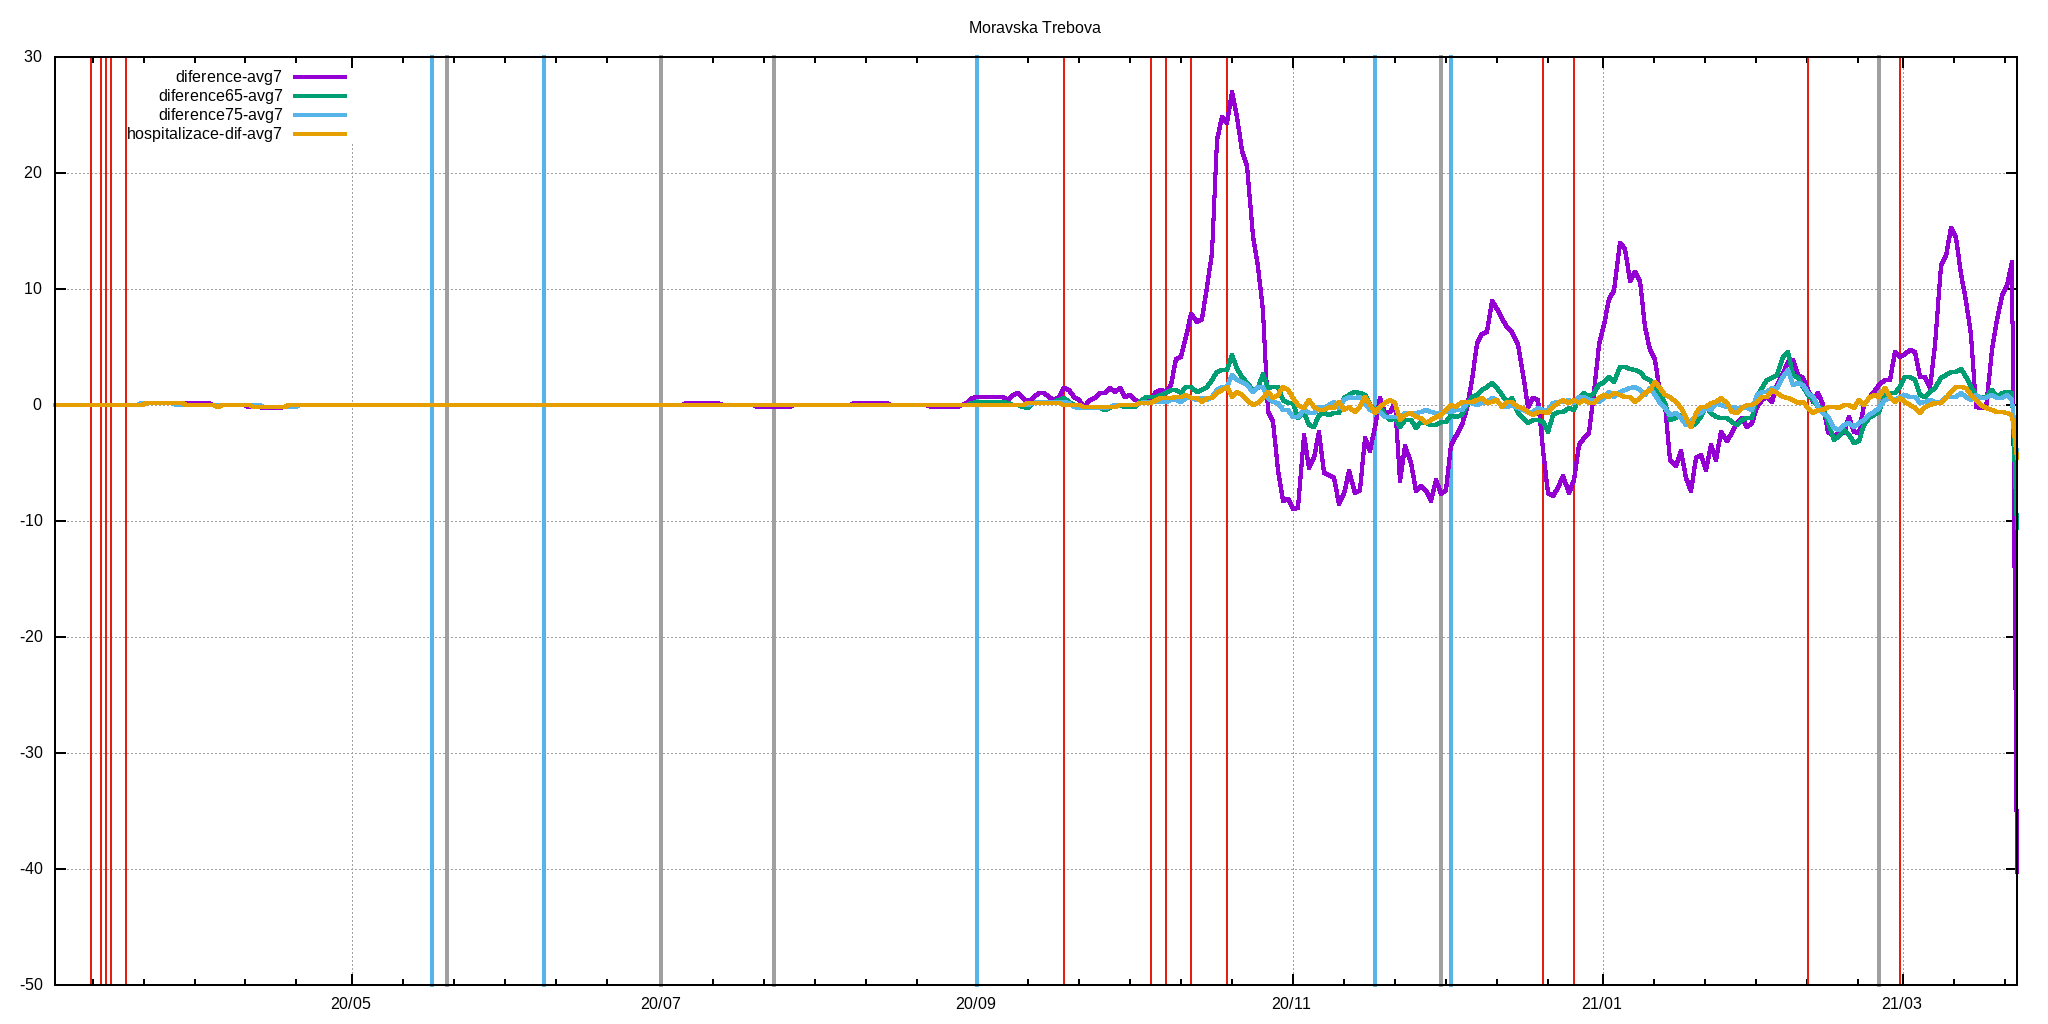 Moravska Trebova
diference-avg7
diference65-avg7
diference75-avg7
hospitalizace-dif-avg7
30
20
10
0
-10
-20
-30
-40
-50
20/05 20/07 20/09 20/11 21/01 21/03